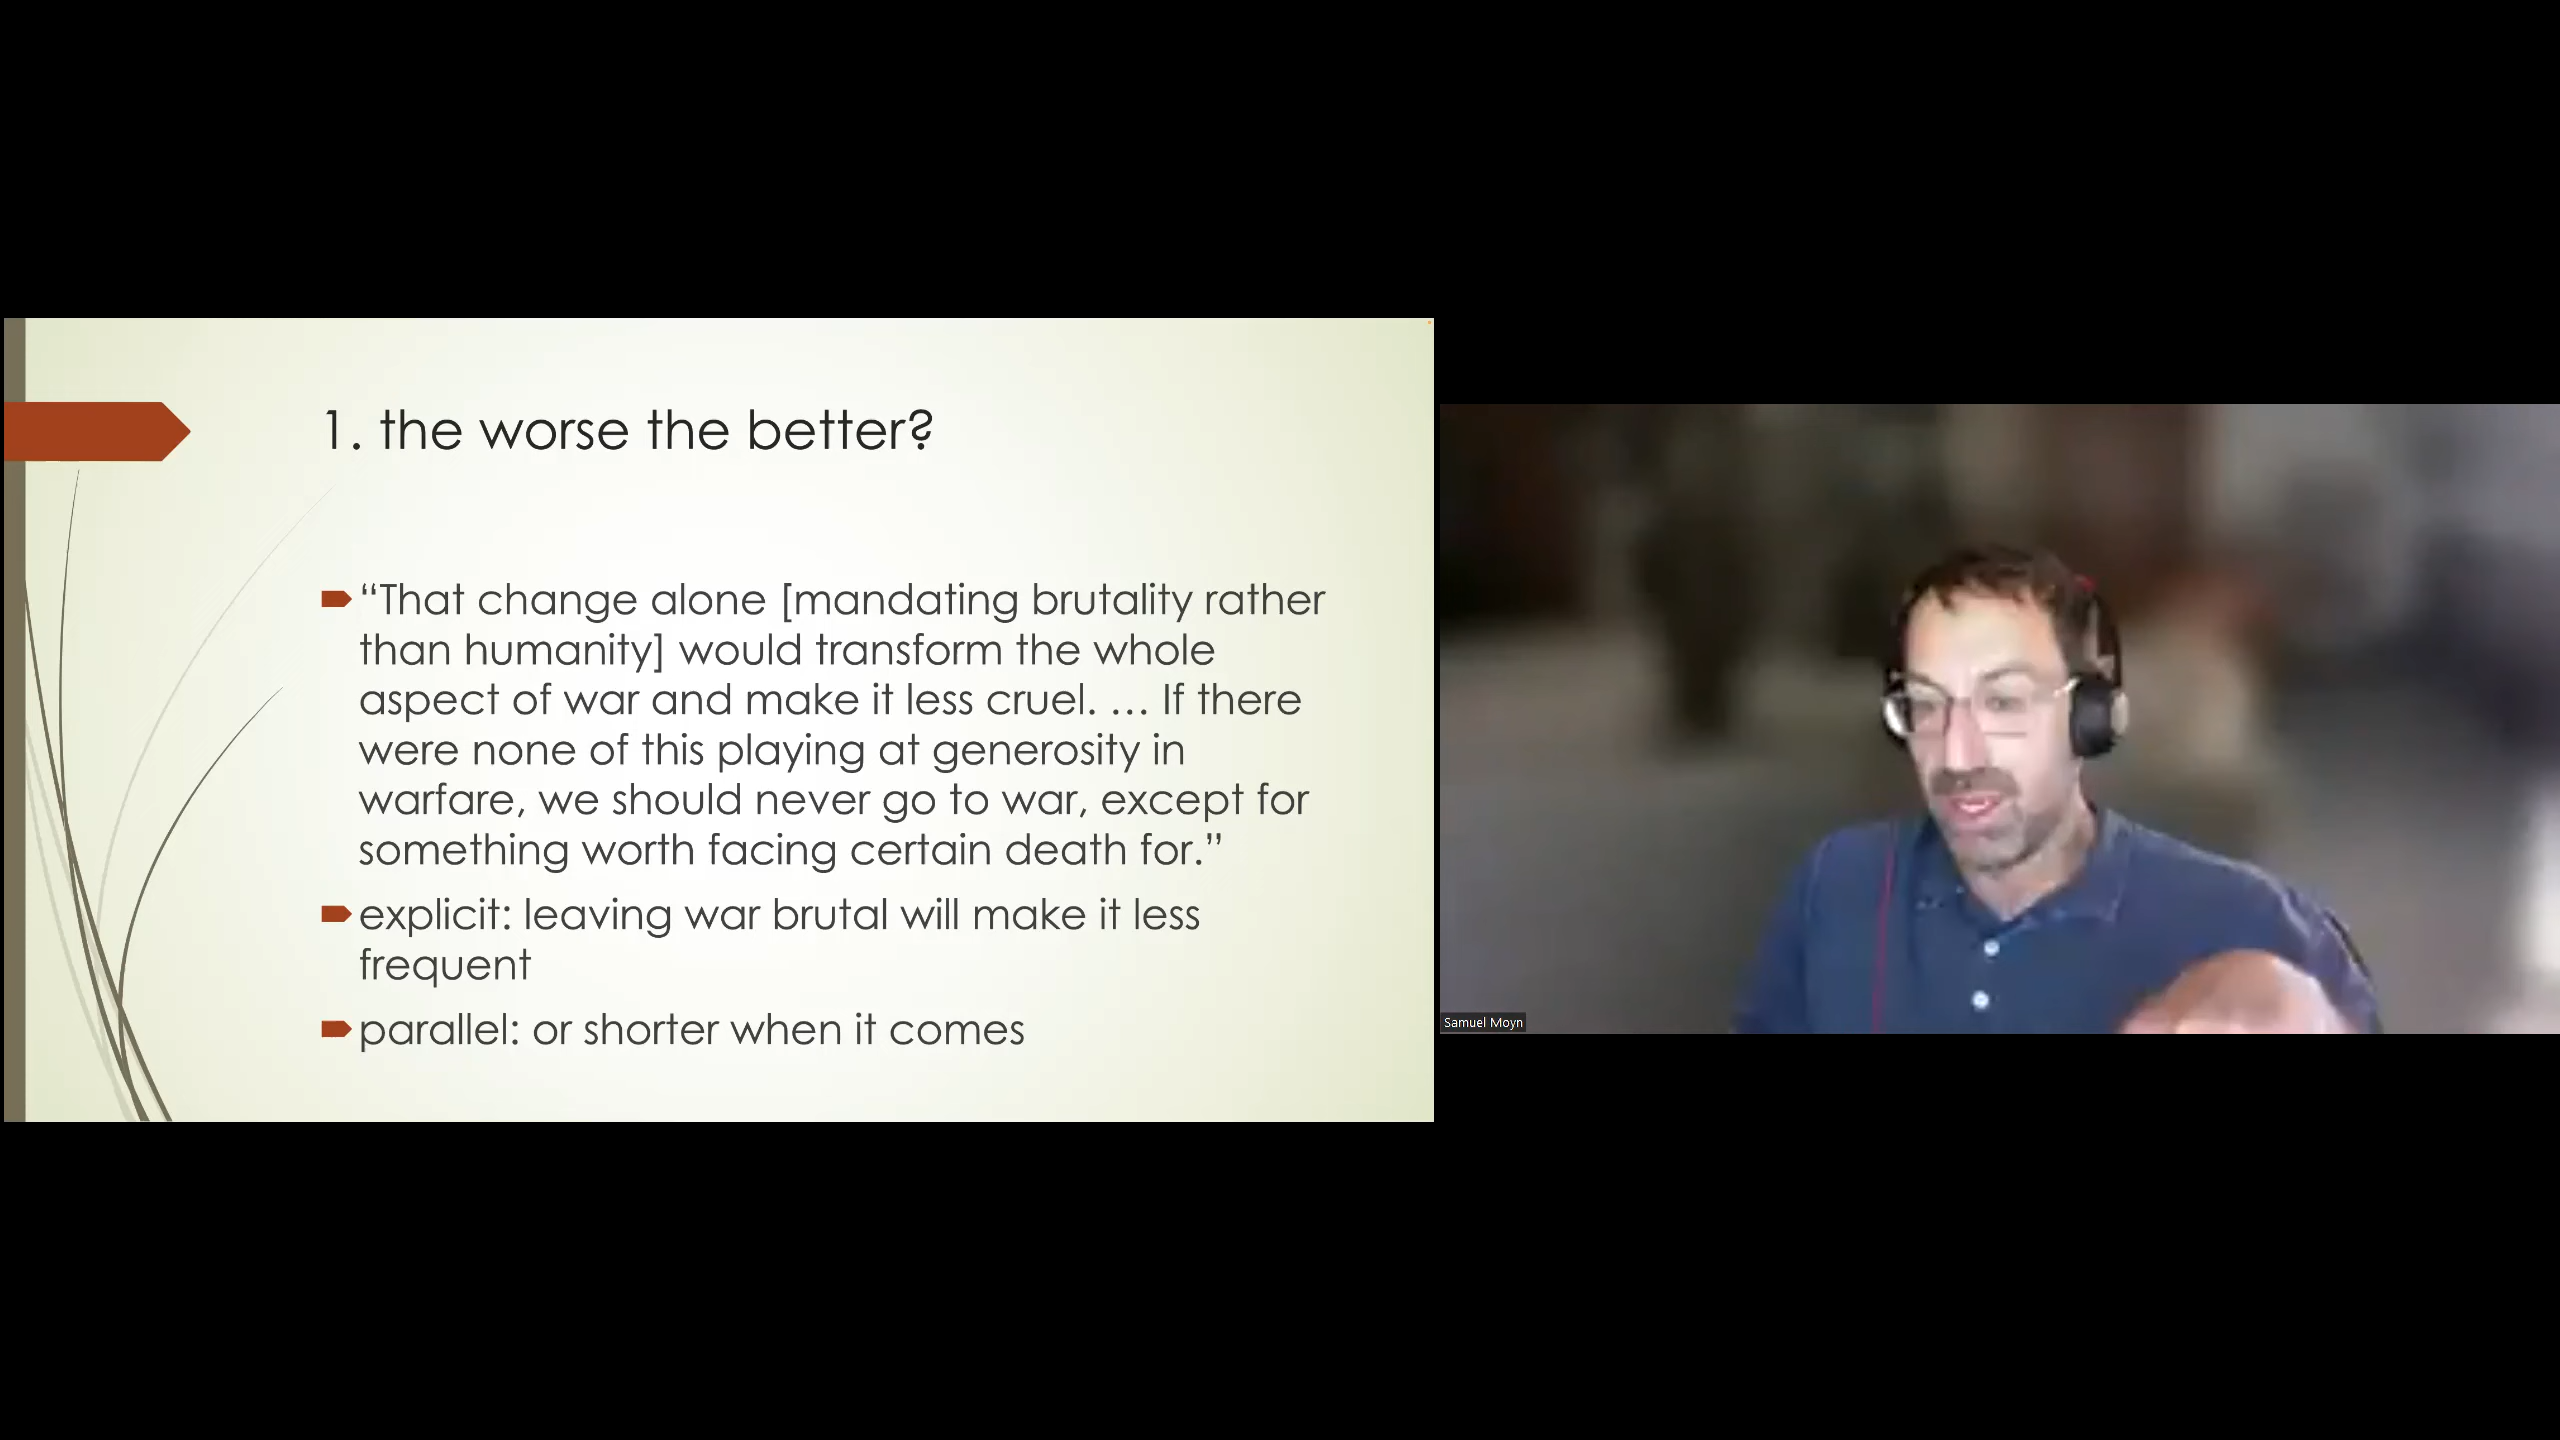 1. the worse the better?
“That change alone [mandating brutality rather
than humanity] would transform the whole
aspect of war and make it less cruel. … If there
were none of this playing at generosity in
warfare, we should never go to war, except for
something worth facing certain death for.”
explicit: leaving war brutal will make it less
frequent
parallel: or shorter when it comes
Samuel Moyn